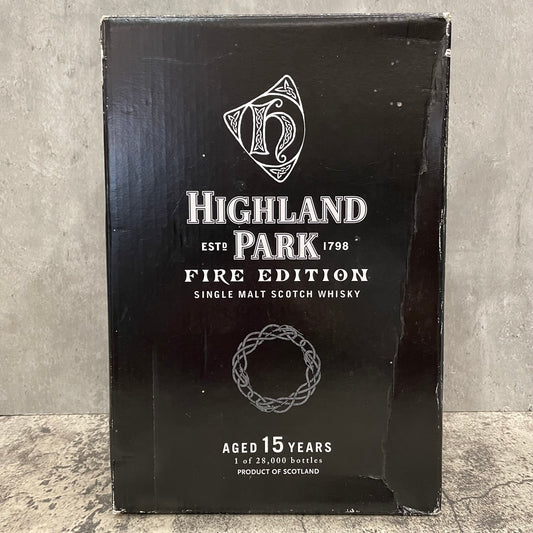 H
HIGHLAND
ESTD PARK 1798
FIRE EDITION
SINGLE MALT SCOTCH WHISKY
AGED 15 YEARS
1 of 28,000 bottles
PRODUCT OF SCOTLAND